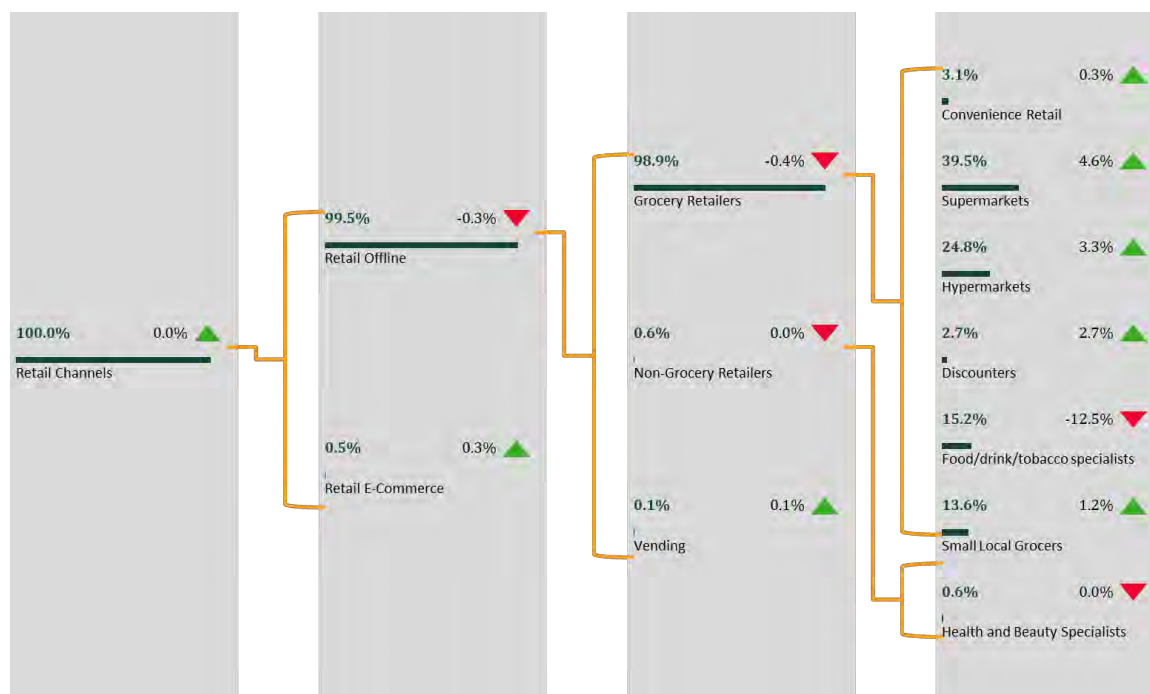 100.0% 0.0%
Retail Channels
99.5% -0.3%
Retail Offline
0.5% 0.3%
Retail E-Commerce
98.9% -0.4%
Grocery Retailers
0.6% 0.0%
Non-Grocery Retailers
0.1% 0.1%
Vending
3.1% 0.3%
Convenience Retail
39.5% 4.6%
Supermarkets
24.8% 3.3%
Hypermarkets
2.7% 2.7%
Discounters
15.2% -12.5%
Food/drink/tobacco specialists
13.6% 1.2%
Small Local Grocers
0.6% 0.0%
Health and Beauty Specialists